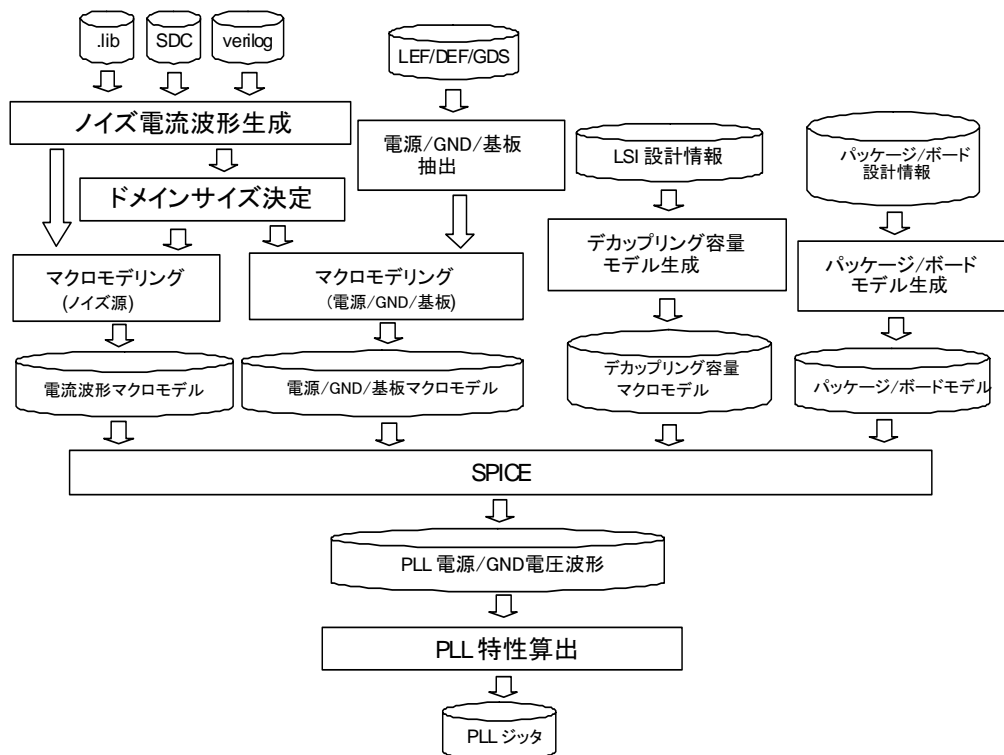 .lib
SDC
verilog
LEF/DEF/GDS
ノイズ電流波形生成
電源/GND/基板
抽出
LSI 設計情報
パッケージ/ボード
設計情報
ドメインサイズ決定
マクロモデリング
(ノイズ源)
マクロモデリング
(電源/GND/基板)
デカップリング容量
モデル生成
パッケージ/ボード
モデル生成
電流波形マクロモデル
電源/GND/基板マクロモデル
デカップリング容量
マクロモデル
パッケージ/ボードモデル
SPICE
PLL 電源/GND電圧波形
PLL 特性算出
PLL ジッタ